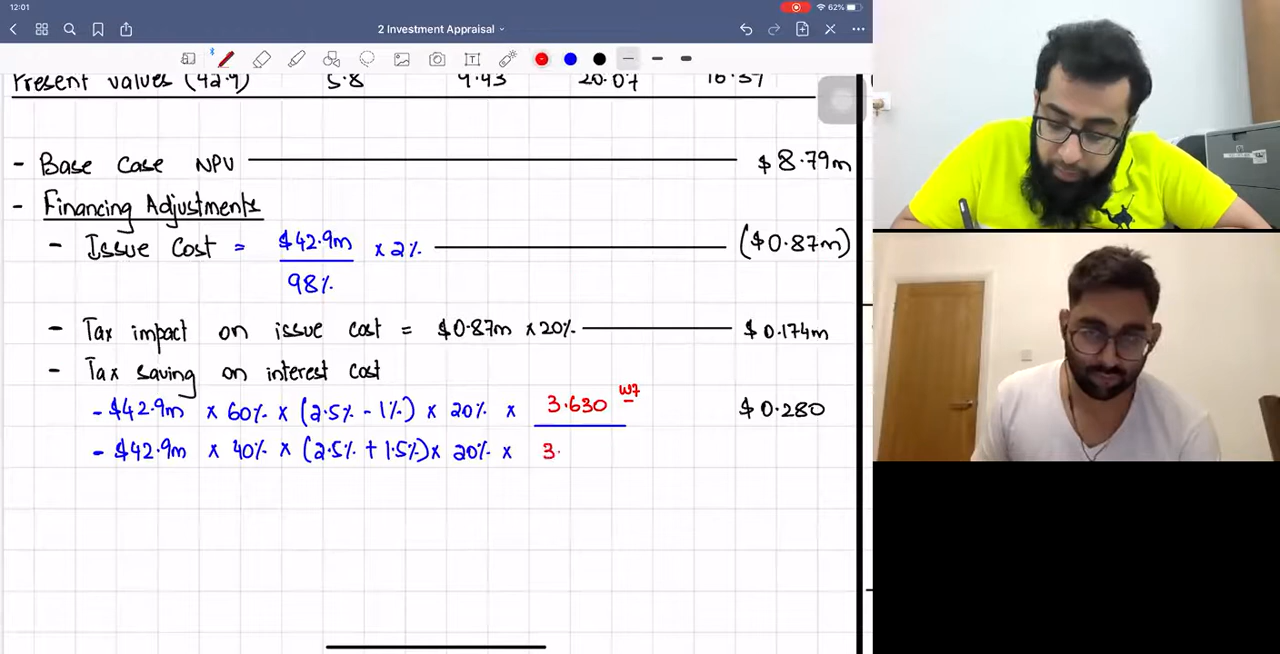 12:01
62%
2 Investment Appraisal
Present values (42.9) 5.8 9.43 20.07 16.37
- Base Case NPV $8.79m
- Financing Adjustments
- Issue Cost = $42.9m / 98% × 2% ($0.87m)
- Tax impact on issue cost = $0.87m × 20% $0.174m
- Tax saving on interest cost
- $42.9m × 60% × (2.5% - 1%) × 20% × 3.630 W7 $0.280
- $42.9m × 40% × (2.5% + 1.5%) × 20% × 3.